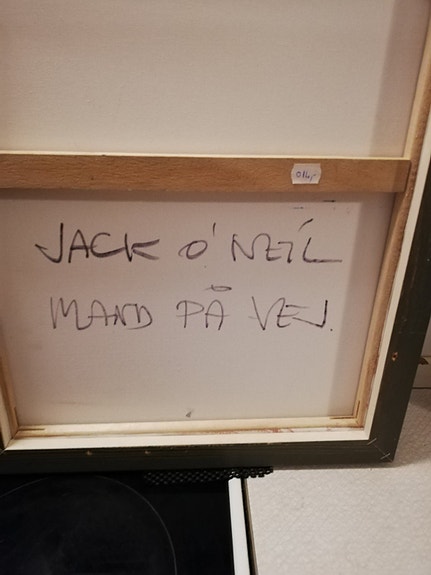 JACK O' NEIL
MAND PÅ VEJ.